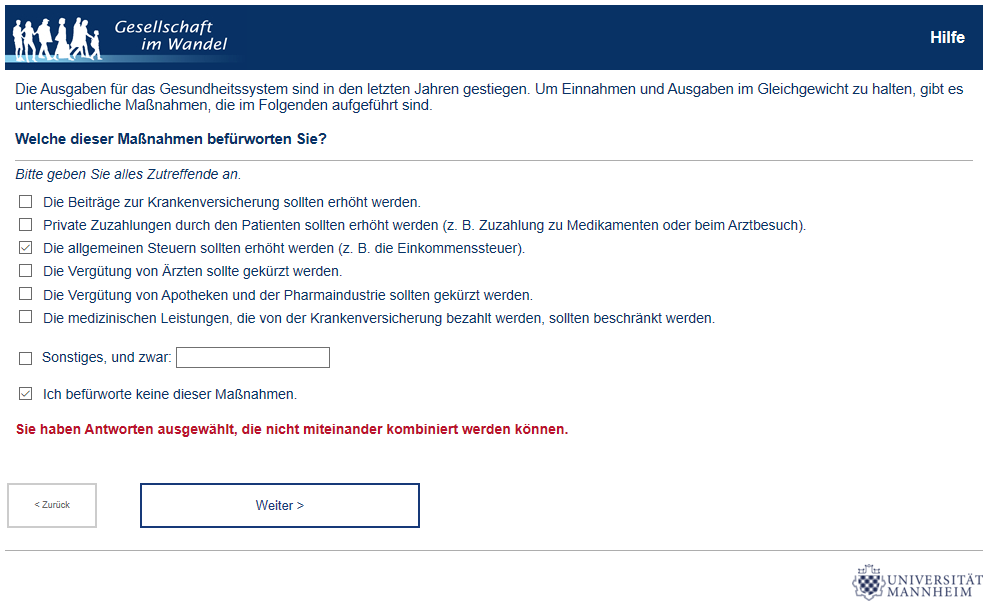 Gesellschaft
im Wandel
Hilfe
Die Ausgaben für das Gesundheitssystem sind in den letzten Jahren gestiegen. Um Einnahmen und Ausgaben im Gleichgewicht zu halten, gibt es
unterschiedliche Maßnahmen, die im Folgenden aufgeführt sind.
Welche dieser Maßnahmen befürworten Sie?
Bitte geben Sie alles Zutreffende an.
Die Beiträge zur Krankenversicherung sollten erhöht werden.
Private Zuzahlungen durch den Patienten sollten erhöht werden (z. B. Zuzahlung zu Medikamenten oder beim Arztbesuch).
Die allgemeinen Steuern sollten erhöht werden (z. B. die Einkommenssteuer).
Die Vergütung von Ärzten sollte gekürzt werden.
Die Vergütung von Apotheken und der Pharmaindustrie sollten gekürzt werden.
Die medizinischen Leistungen, die von der Krankenversicherung bezahlt werden, sollten beschränkt werden.
Sonstiges, und zwar:
Ich befürworte keine dieser Maßnahmen.
Sie haben Antworten ausgewählt, die nicht miteinander kombiniert werden können.
< Zurück
Weiter >
UNIVERSITÄT
MANNHEIM